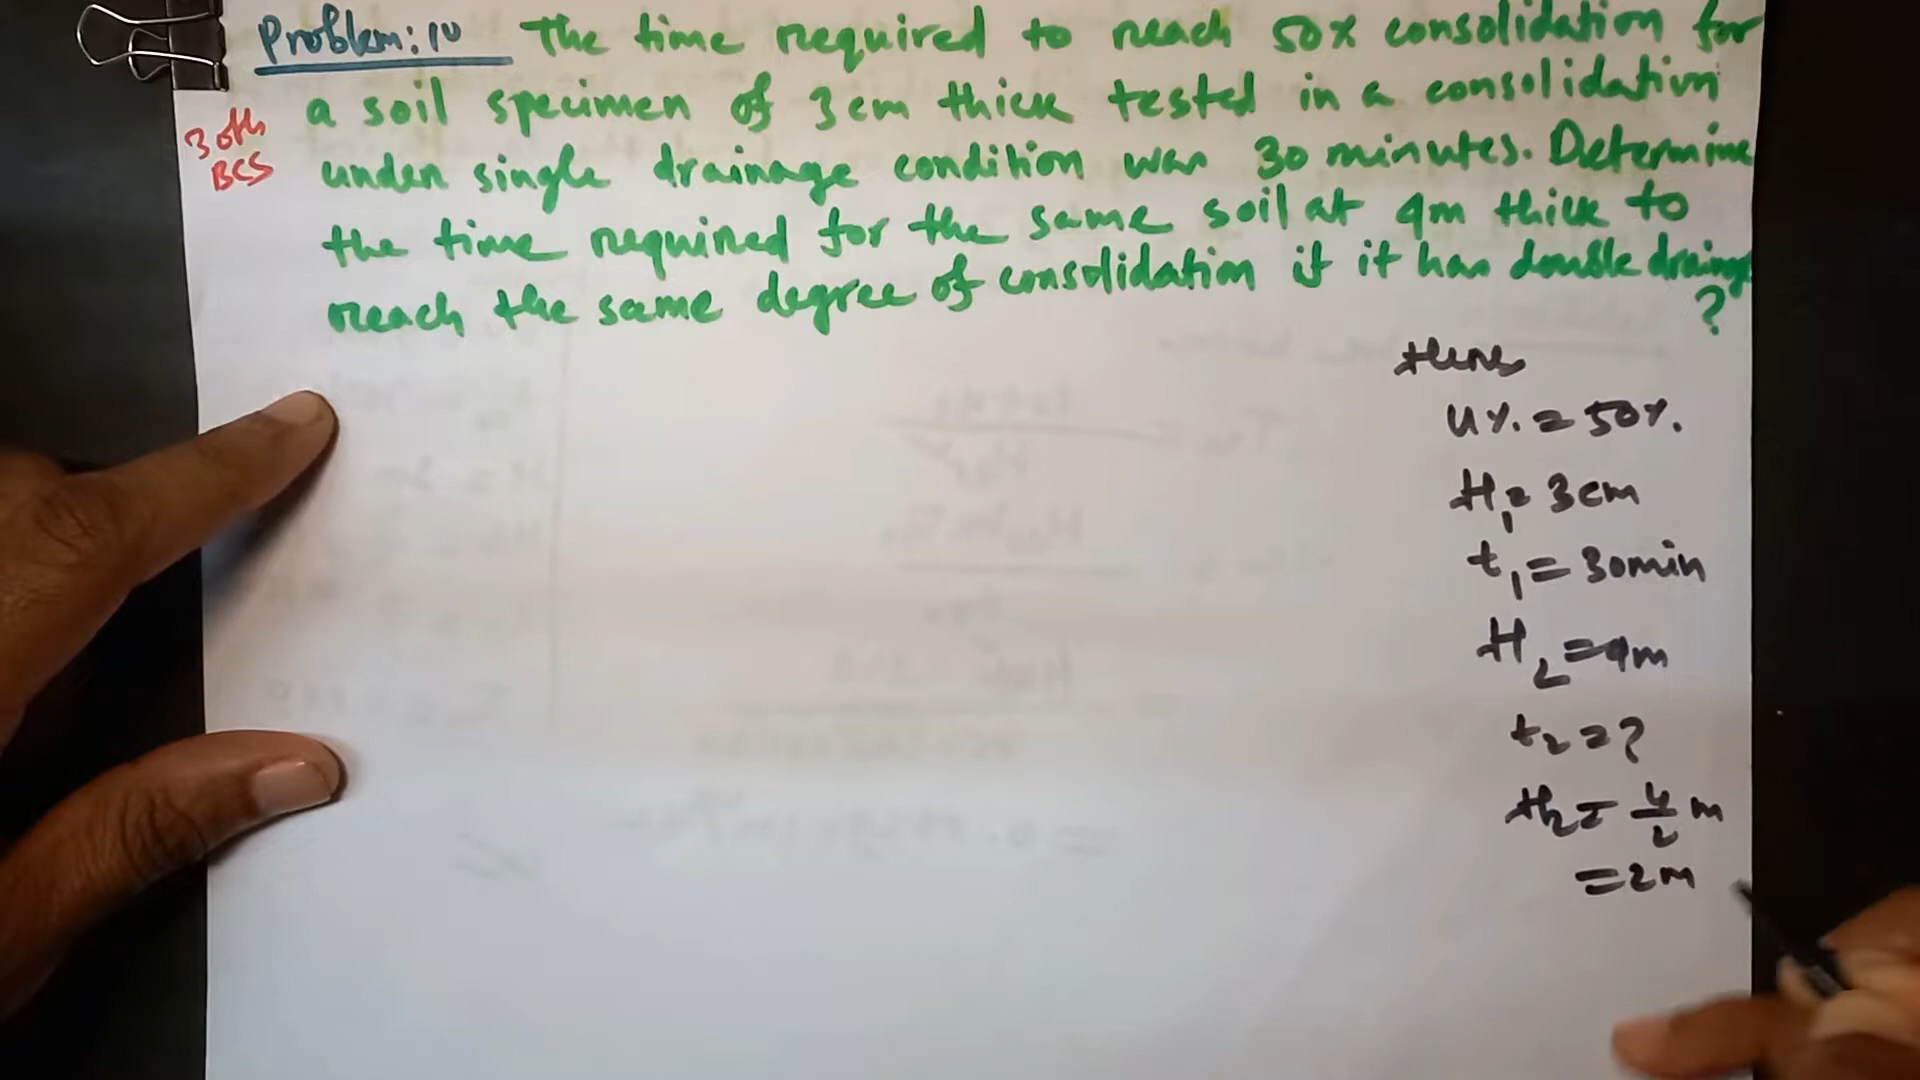 Problem: 10 The time required to reach 50% consolidation for
a soil specimen of 3cm thick tested in a consolidation
under single drainage condition was 30 minutes. Determine
the time required for the same soil at 4m thick to
reach the same degree of consolidation if it has double drainage
?
30th
BCS
Here,
U%. = 50%.
H₁ = 3cm
t₁ = 30min
H₂ = 4m
t₂ = ?
H₂ = 4/2 m
= 2m